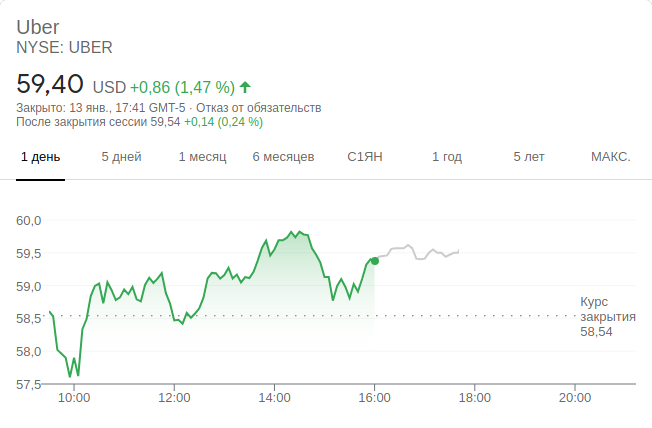 Uber
NYSE: UBER
59,40 USD +0,86 (1,47 %)
Закрыто: 13 янв., 17:41 GMT-5 · Отказ от обязательств
После закрытия сессии 59,54 +0,14 (0,24 %)
1 день 5 дней 1 месяц 6 месяцев С1ЯН 1 год 5 лет МАКС.
60,0
59,5
59,0
58,5
58,0
57,5
Курс
закрытия
58,54
10:00 12:00 14:00 16:00 18:00 20:00